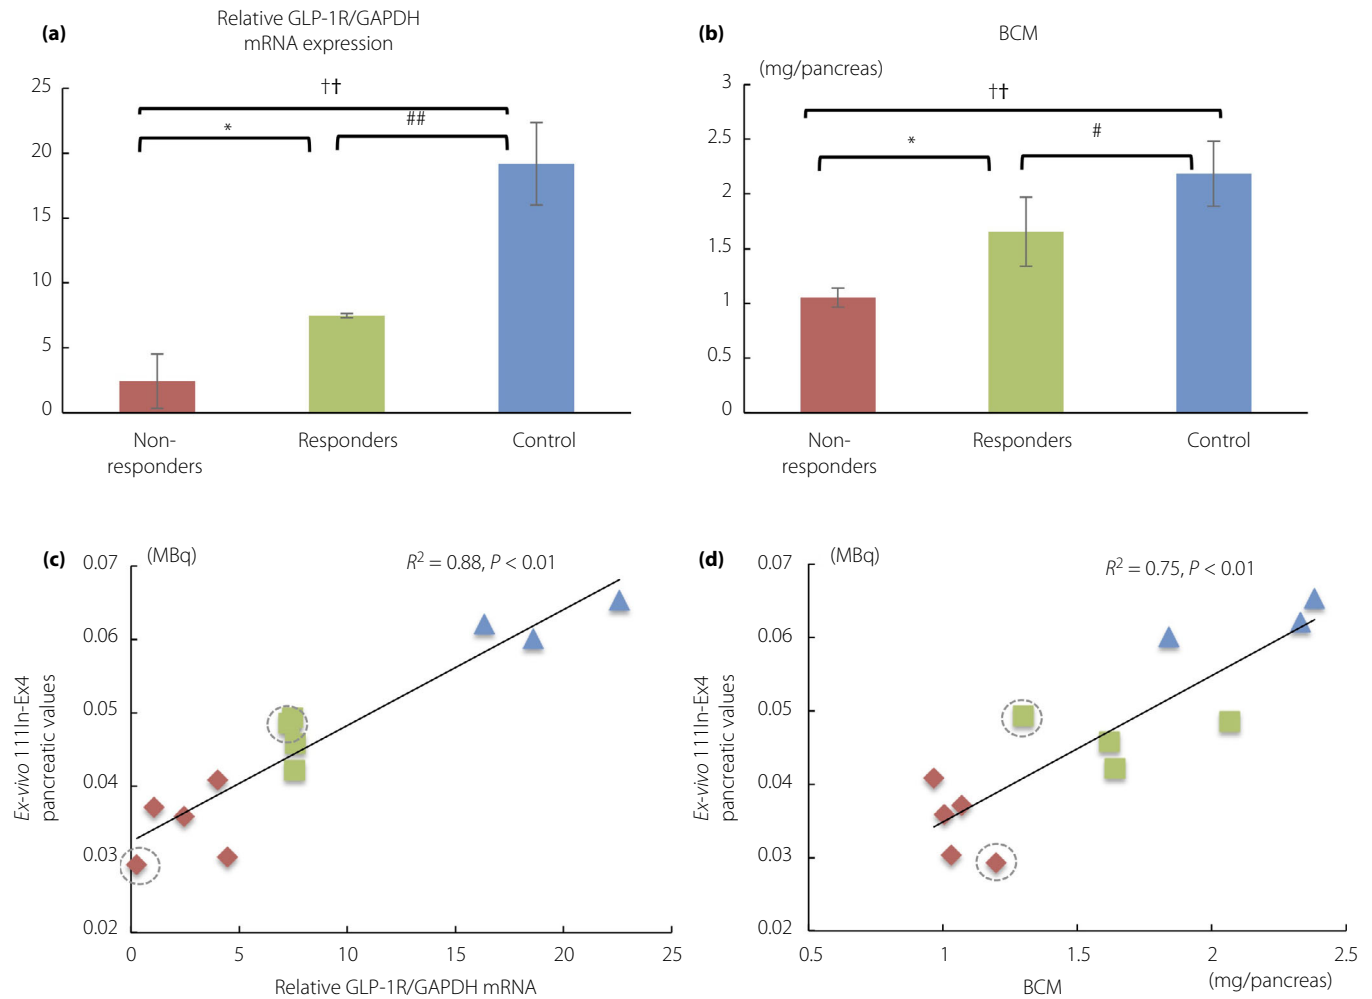 (a)
Relative GLP-1R/GAPDH
mRNA expression
25
20
15
10
5
0
††
*
##
Non-
responders
Responders
Control
(b)
BCM
(mg/pancreas)
3
2.5
2
1.5
1
0.5
0
††
*
#
Non-
responders
Responders
Control
(c)
(MBq)
R² = 0.88, P < 0.01
Ex-vivo 111In-Ex4
pancreatic values
0.07
0.06
0.05
0.04
0.03
0.02
0 5 10 15 20 25
Relative GLP-1R/GAPDH mRNA
(d)
(MBq)
R² = 0.75, P < 0.01
Ex-vivo 111In-Ex4
pancreatic values
0.07
0.06
0.05
0.04
0.03
0.02
0.5 1 1.5 2 2.5
BCM
(mg/pancreas)